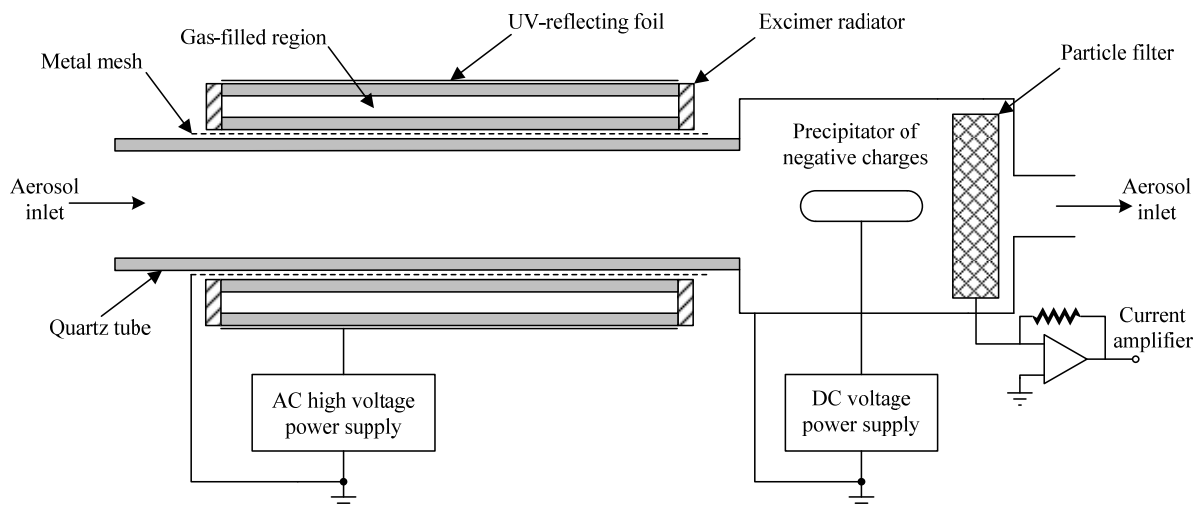 UV-reflecting foil
Excimer radiator
Gas-filled region
Particle filter
Metal mesh
Precipitator of
negative charges
Aerosol
inlet
Aerosol
inlet
Quartz tube
Current
amplifier
AC high voltage
power supply
DC voltage
power supply